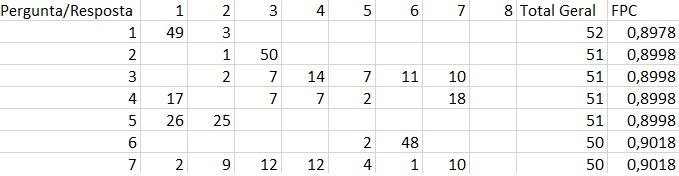 Pergunta/Resposta 1 2 3 4 5 6 7 8 Total Geral FPC
1 49 3 52 0,8978
2 1 50 51 0,8998
3 2 7 14 7 11 10 51 0,8998
4 17 7 7 2 18 51 0,8998
5 26 25 51 0,8998
6 2 48 50 0,9018
7 2 9 12 12 4 1 10 50 0,9018